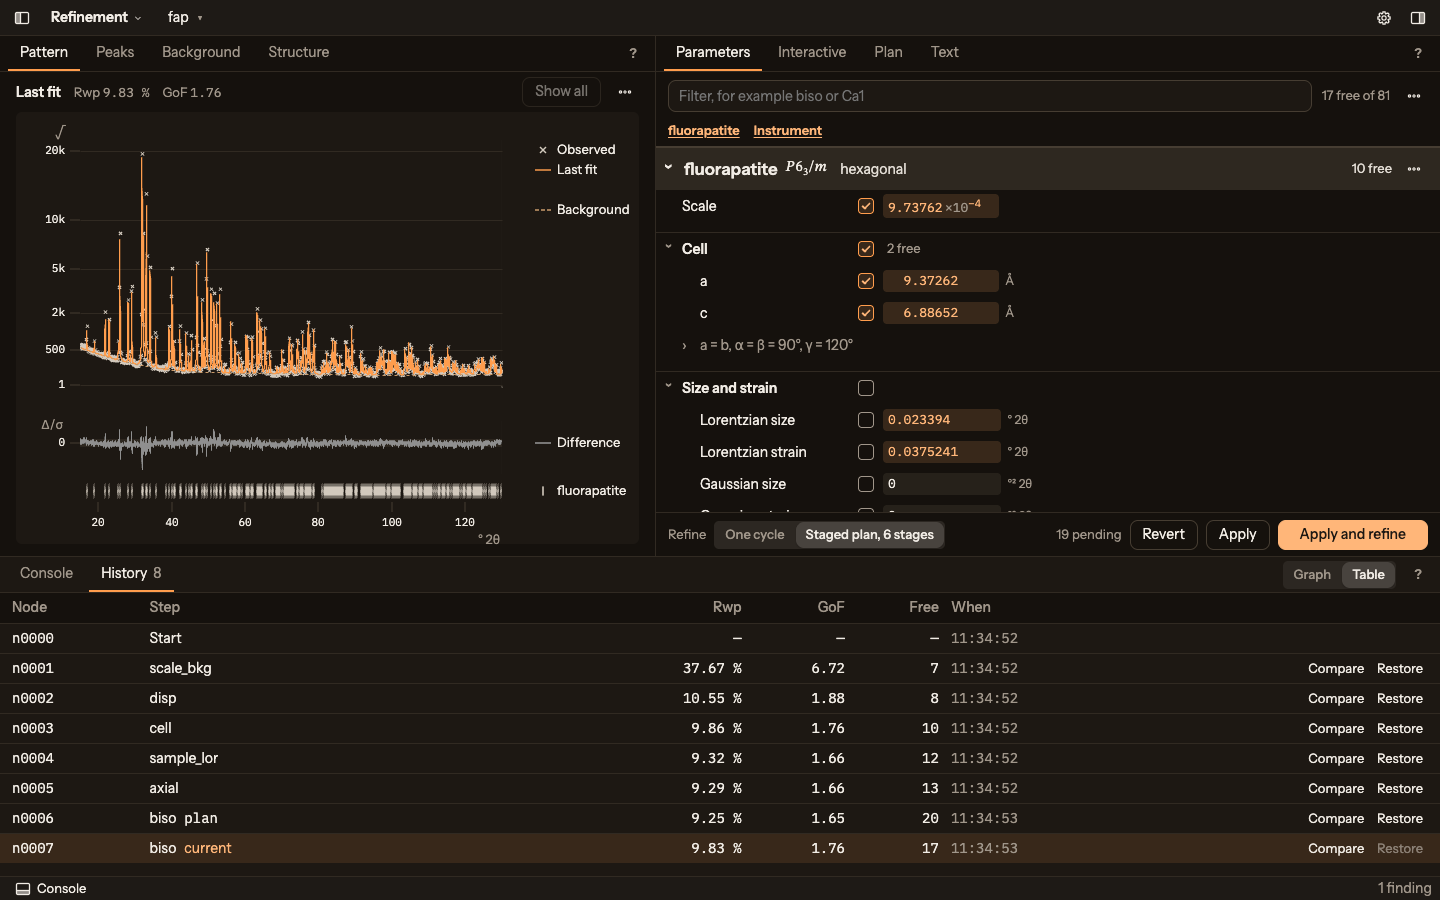 Refinement fap
Pattern Peaks Background Structure ?
Last fit Rwp 9.83 % GoF 1.76 Show all
√
20k
10k
5k
2k
500
1
Δ/σ
0
20 40 60 80 100 120
°2θ
× Observed
Last fit
Background
Difference
fluorapatite
Parameters Interactive Plan Text ?
Filter, for example biso or Ca1 17 free of 81
fluorapatite Instrument
fluorapatite P6₃/m hexagonal 10 free
Scale 9.73762×10⁻⁴
Cell 2 free
a 9.37262 Å
c 6.88652 Å
a = b, α = β = 90°, γ = 120°
Size and strain
Lorentzian size 0.023394 °2θ
Lorentzian strain 0.0375241 °2θ
Gaussian size 0 °²2θ
Refine One cycle Staged plan, 6 stages 19 pending Revert Apply Apply and refine
Console History 8 Graph Table ?
Node Step Rwp GoF Free When
n0000 Start — — — 11:34:52
n0001 scale_bkg 37.67 % 6.72 7 11:34:52 Compare Restore
n0002 disp 10.55 % 1.88 8 11:34:52 Compare Restore
n0003 cell 9.86 % 1.76 10 11:34:52 Compare Restore
n0004 sample_lor 9.32 % 1.66 12 11:34:52 Compare Restore
n0005 axial 9.29 % 1.66 13 11:34:52 Compare Restore
n0006 biso plan 9.25 % 1.65 20 11:34:53 Compare Restore
n0007 biso current 9.83 % 1.76 17 11:34:53 Compare Restore
Console 1 finding